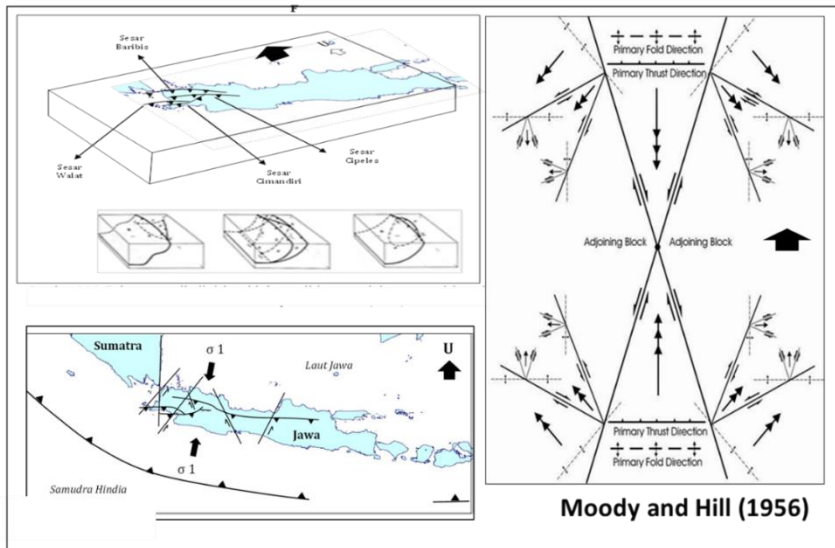 F
Sesar
Baribis
U
Sesar
Walat
Sesar
Cimandiri
Sesar
Cipeles
Sumatra
σ 1
Laut Jawa
U
Jawa
σ 1
Samudra Hindia
Primary Fold Direction
Primary Thrust Direction
Adjoining Block
Adjoining Block
Primary Thrust Direction
Primary Fold Direction
Moody and Hill (1956)